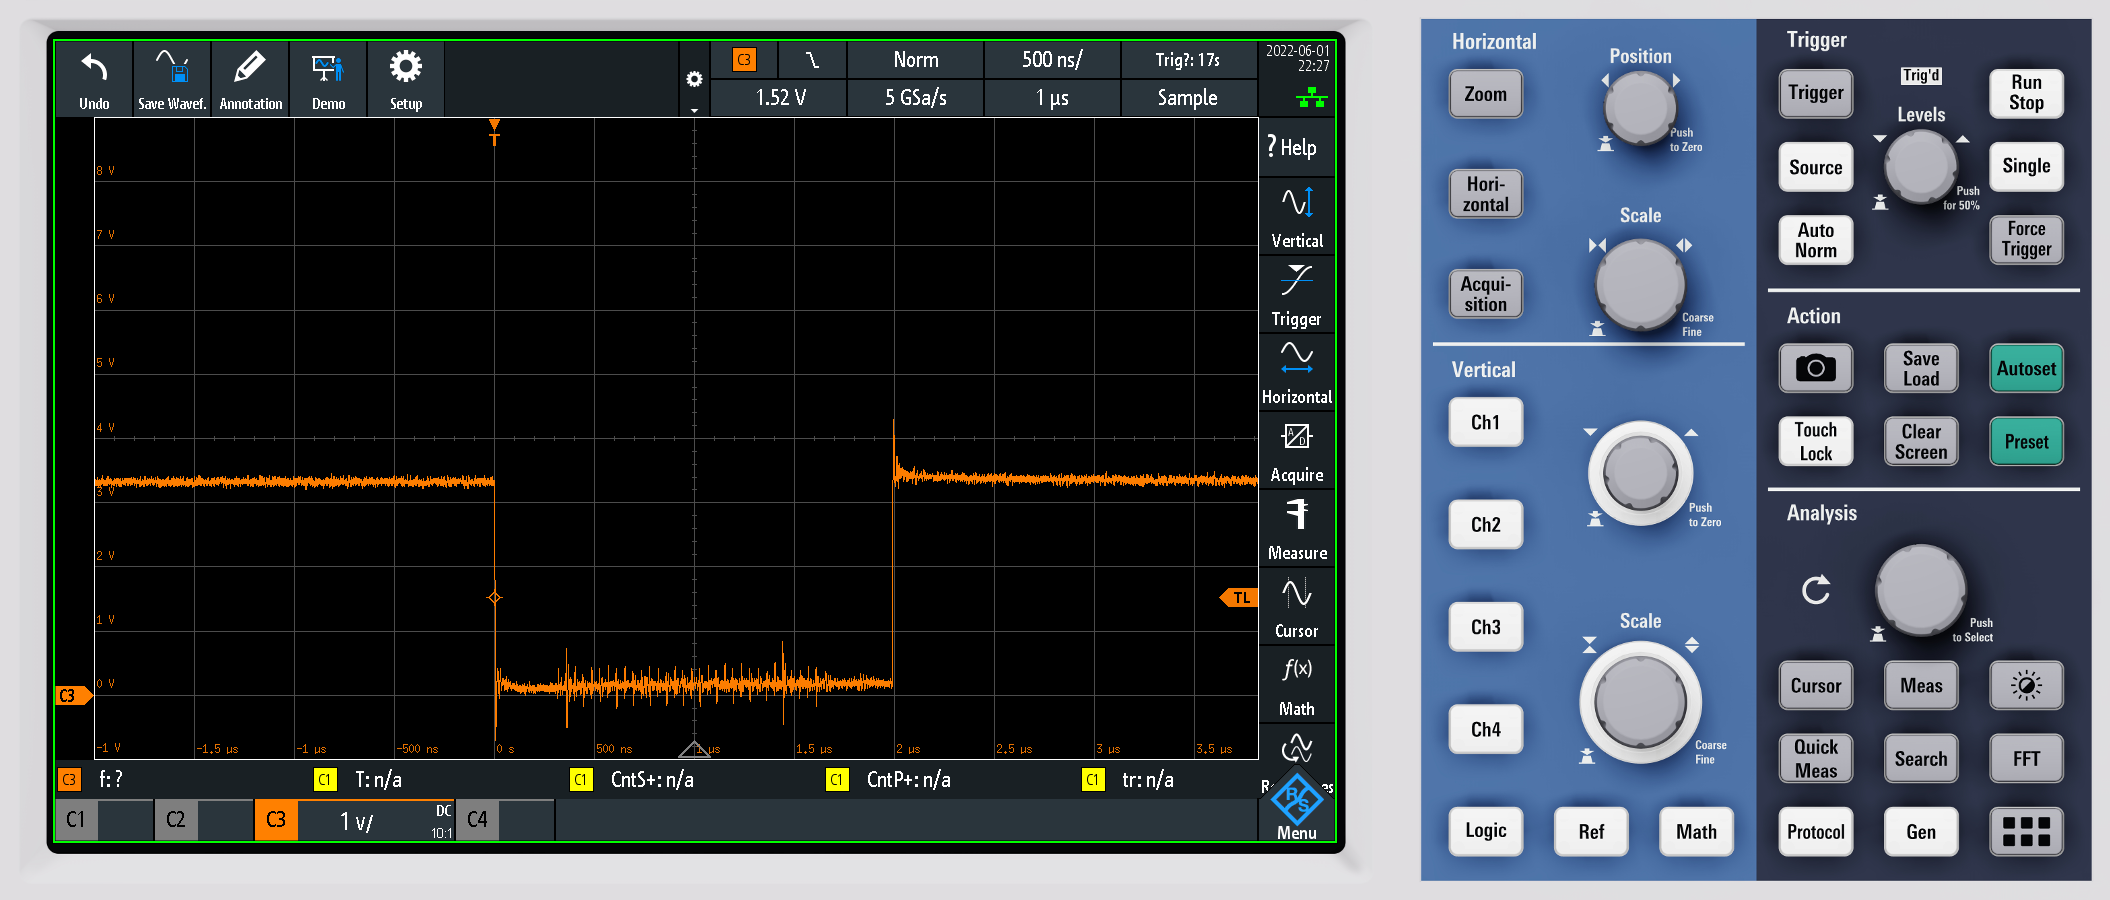 Undo
Save Wavef.
Annotation
Demo
Setup
C3
Norm
500 ns/
Trig?: 17s
1.52 V
5 GSa/s
1 µs
Sample
2022-06-01
22:27
T
8 V
7 V
6 V
5 V
4 V
3 V
2 V
1 V
0 V
-1 V
-1.5 µs
-1 µs
-500 ns
0 s
500 ns
1 µs
1.5 µs
2 µs
2.5 µs
3 µs
3.5 µs
C3
TL
? Help
Vertical
Trigger
Horizontal
A
D
Acquire
Measure
Cursor
f(x)
Math
R&S
Menu
C3 f: ?
C1 T: n/a
C1 CntS+: n/a
C1 CntP+: n/a
C1 tr: n/a
C1
C2
C3 1 V/
DC
10:1
C4
Horizontal
Position
Zoom
Push
to Zero
Hori-
zontal
Scale
Acqui-
sition
Coarse
Fine
Vertical
Ch1
Ch2
Push
to Zero
Ch3
Scale
Ch4
Coarse
Fine
Logic
Ref
Math
Trigger
Trigger
Trig'd
Run
Stop
Levels
Source
Single
Push
for 50%
Auto
Norm
Force
Trigger
Action
Save
Load
Autoset
Touch
Lock
Clear
Screen
Preset
Analysis
Push
to Select
Cursor
Meas
Quick
Meas
Search
FFT
Protocol
Gen